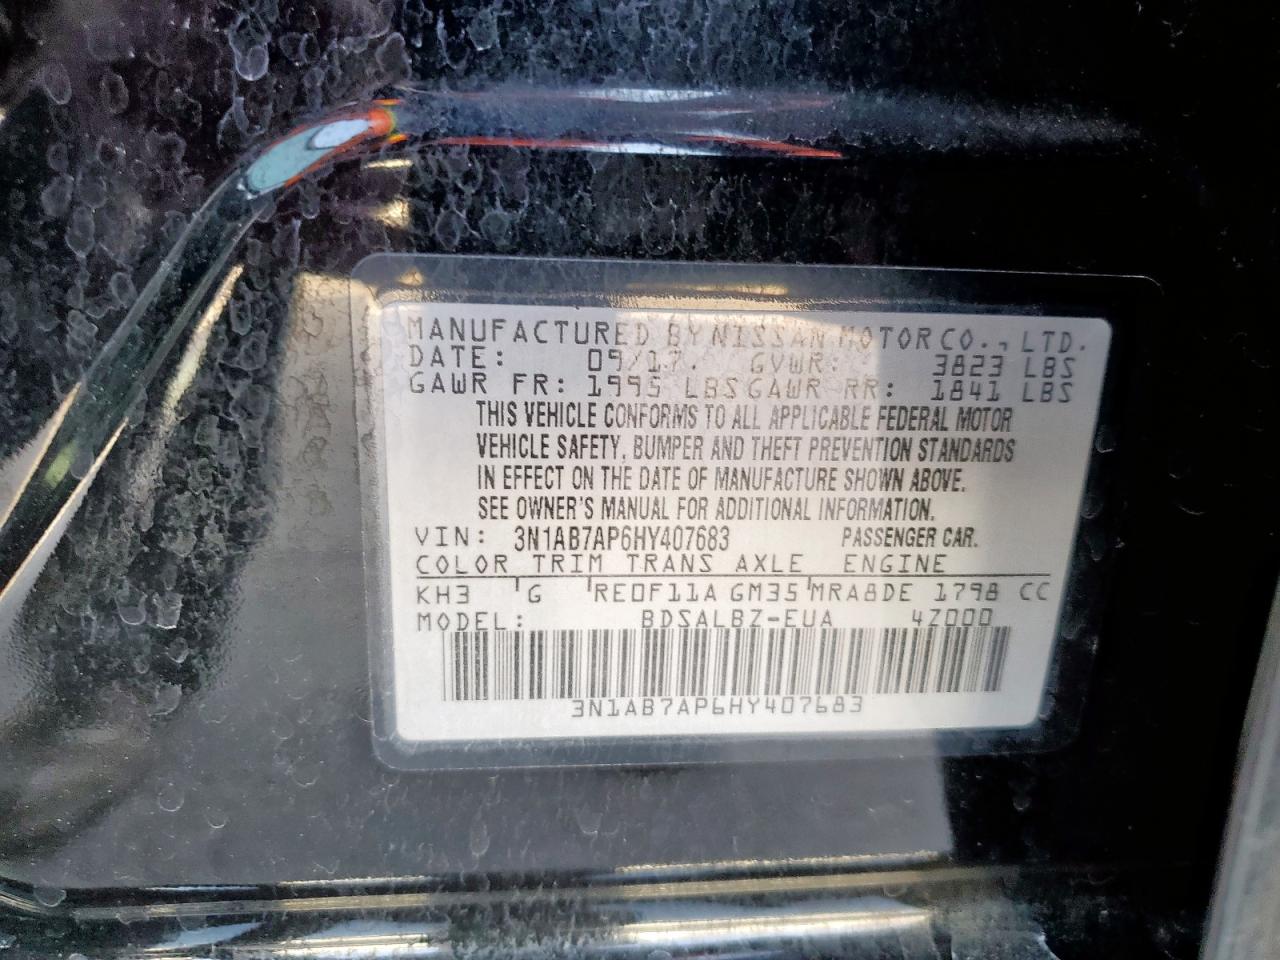 MANUFACTURED BY NISSAN MOTOR CO., LTD.
DATE: 09/17. GVWR: 3823 LBS
GAWR FR: 1995 LBS GAWR RR: 1841 LBS
THIS VEHICLE CONFORMS TO ALL APPLICABLE FEDERAL MOTOR
VEHICLE SAFETY, BUMPER AND THEFT PREVENTION STANDARDS
IN EFFECT ON THE DATE OF MANUFACTURE SHOWN ABOVE.
SEE OWNER'S MANUAL FOR ADDITIONAL INFORMATION.
VIN: 3N1AB7AP6HY407683 PASSENGER CAR.
COLOR TRIM TRANS AXLE ENGINE
KH3 G RE0F11A GM35 MRA8DE 1798 CC
MODEL: BDSALBZ-EUA 4Z000
3N1AB7AP6HY407683